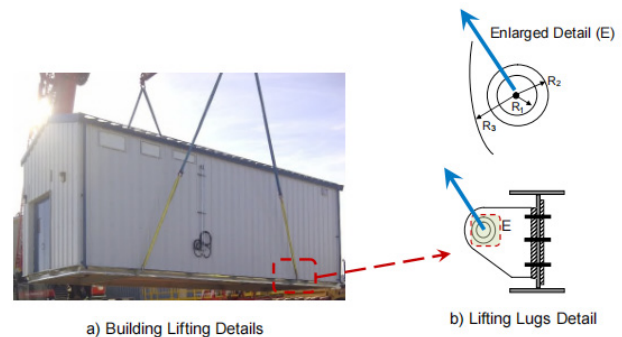 Enlarged Detail (E)
R2
R1
R3
E
a) Building Lifting Details
b) Lifting Lugs Detail